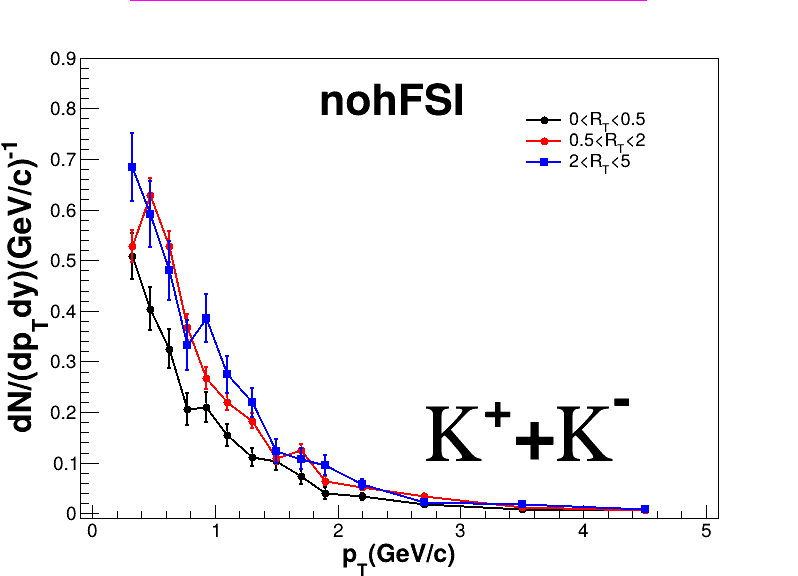 nohFSI
0<R_T<0.5
0.5<R_T<2
2<R_T<5
dN/(dp_Tdy)(GeV/c)^-1
0.9
0.8
0.7
0.6
0.5
0.4
0.3
0.2
0.1
0
K^+ + K^-
0 1 2 3 4 5
p_T(GeV/c)